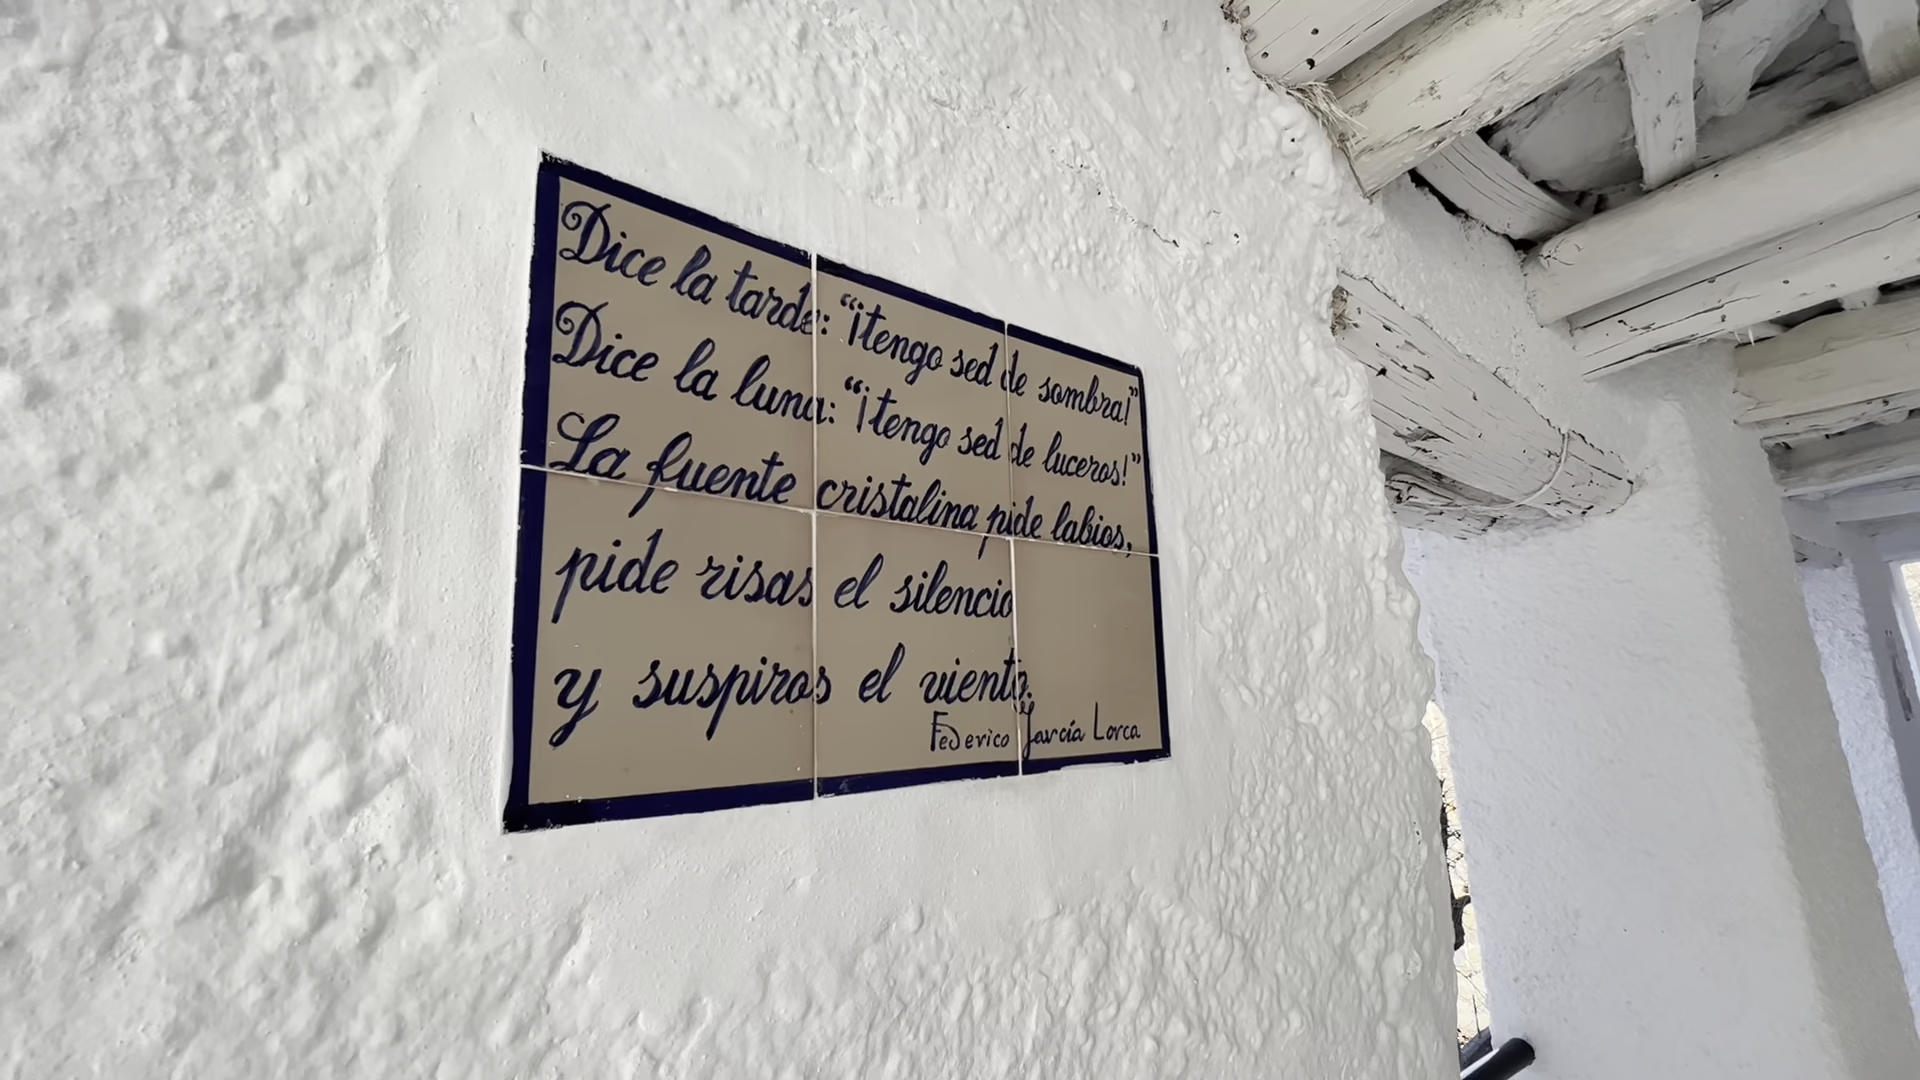 Dice la tarde: “¡tengo sed de sombra!”
Dice la luna: “¡tengo sed de luceros!”
La fuente cristalina pide labios,
pide risas el silencio
y suspiros el viento.
Federico García Lorca